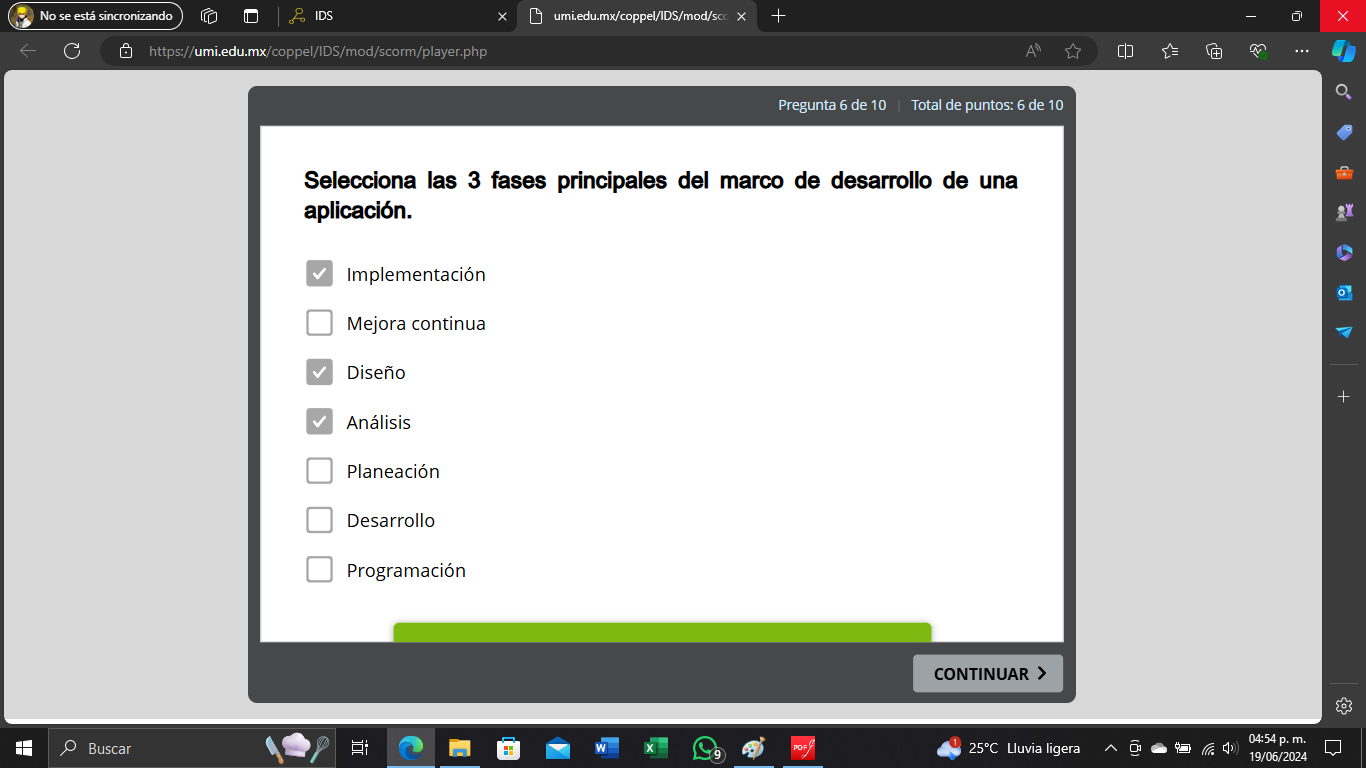 No se está sincronizando
IDS
umi.edu.mx/coppel/IDS/mod/sco
https://umi.edu.mx/coppel/IDS/mod/scorm/player.php
Pregunta 6 de 10 | Total de puntos: 6 de 10
Selecciona las 3 fases principales del marco de desarrollo de una
aplicación.
Implementación
Mejora continua
Diseño
Análisis
Planeación
Desarrollo
Programación
CONTINUAR
Buscar
9
PDF
1
25°C Lluvia ligera
04:54 p. m.
19/06/2024